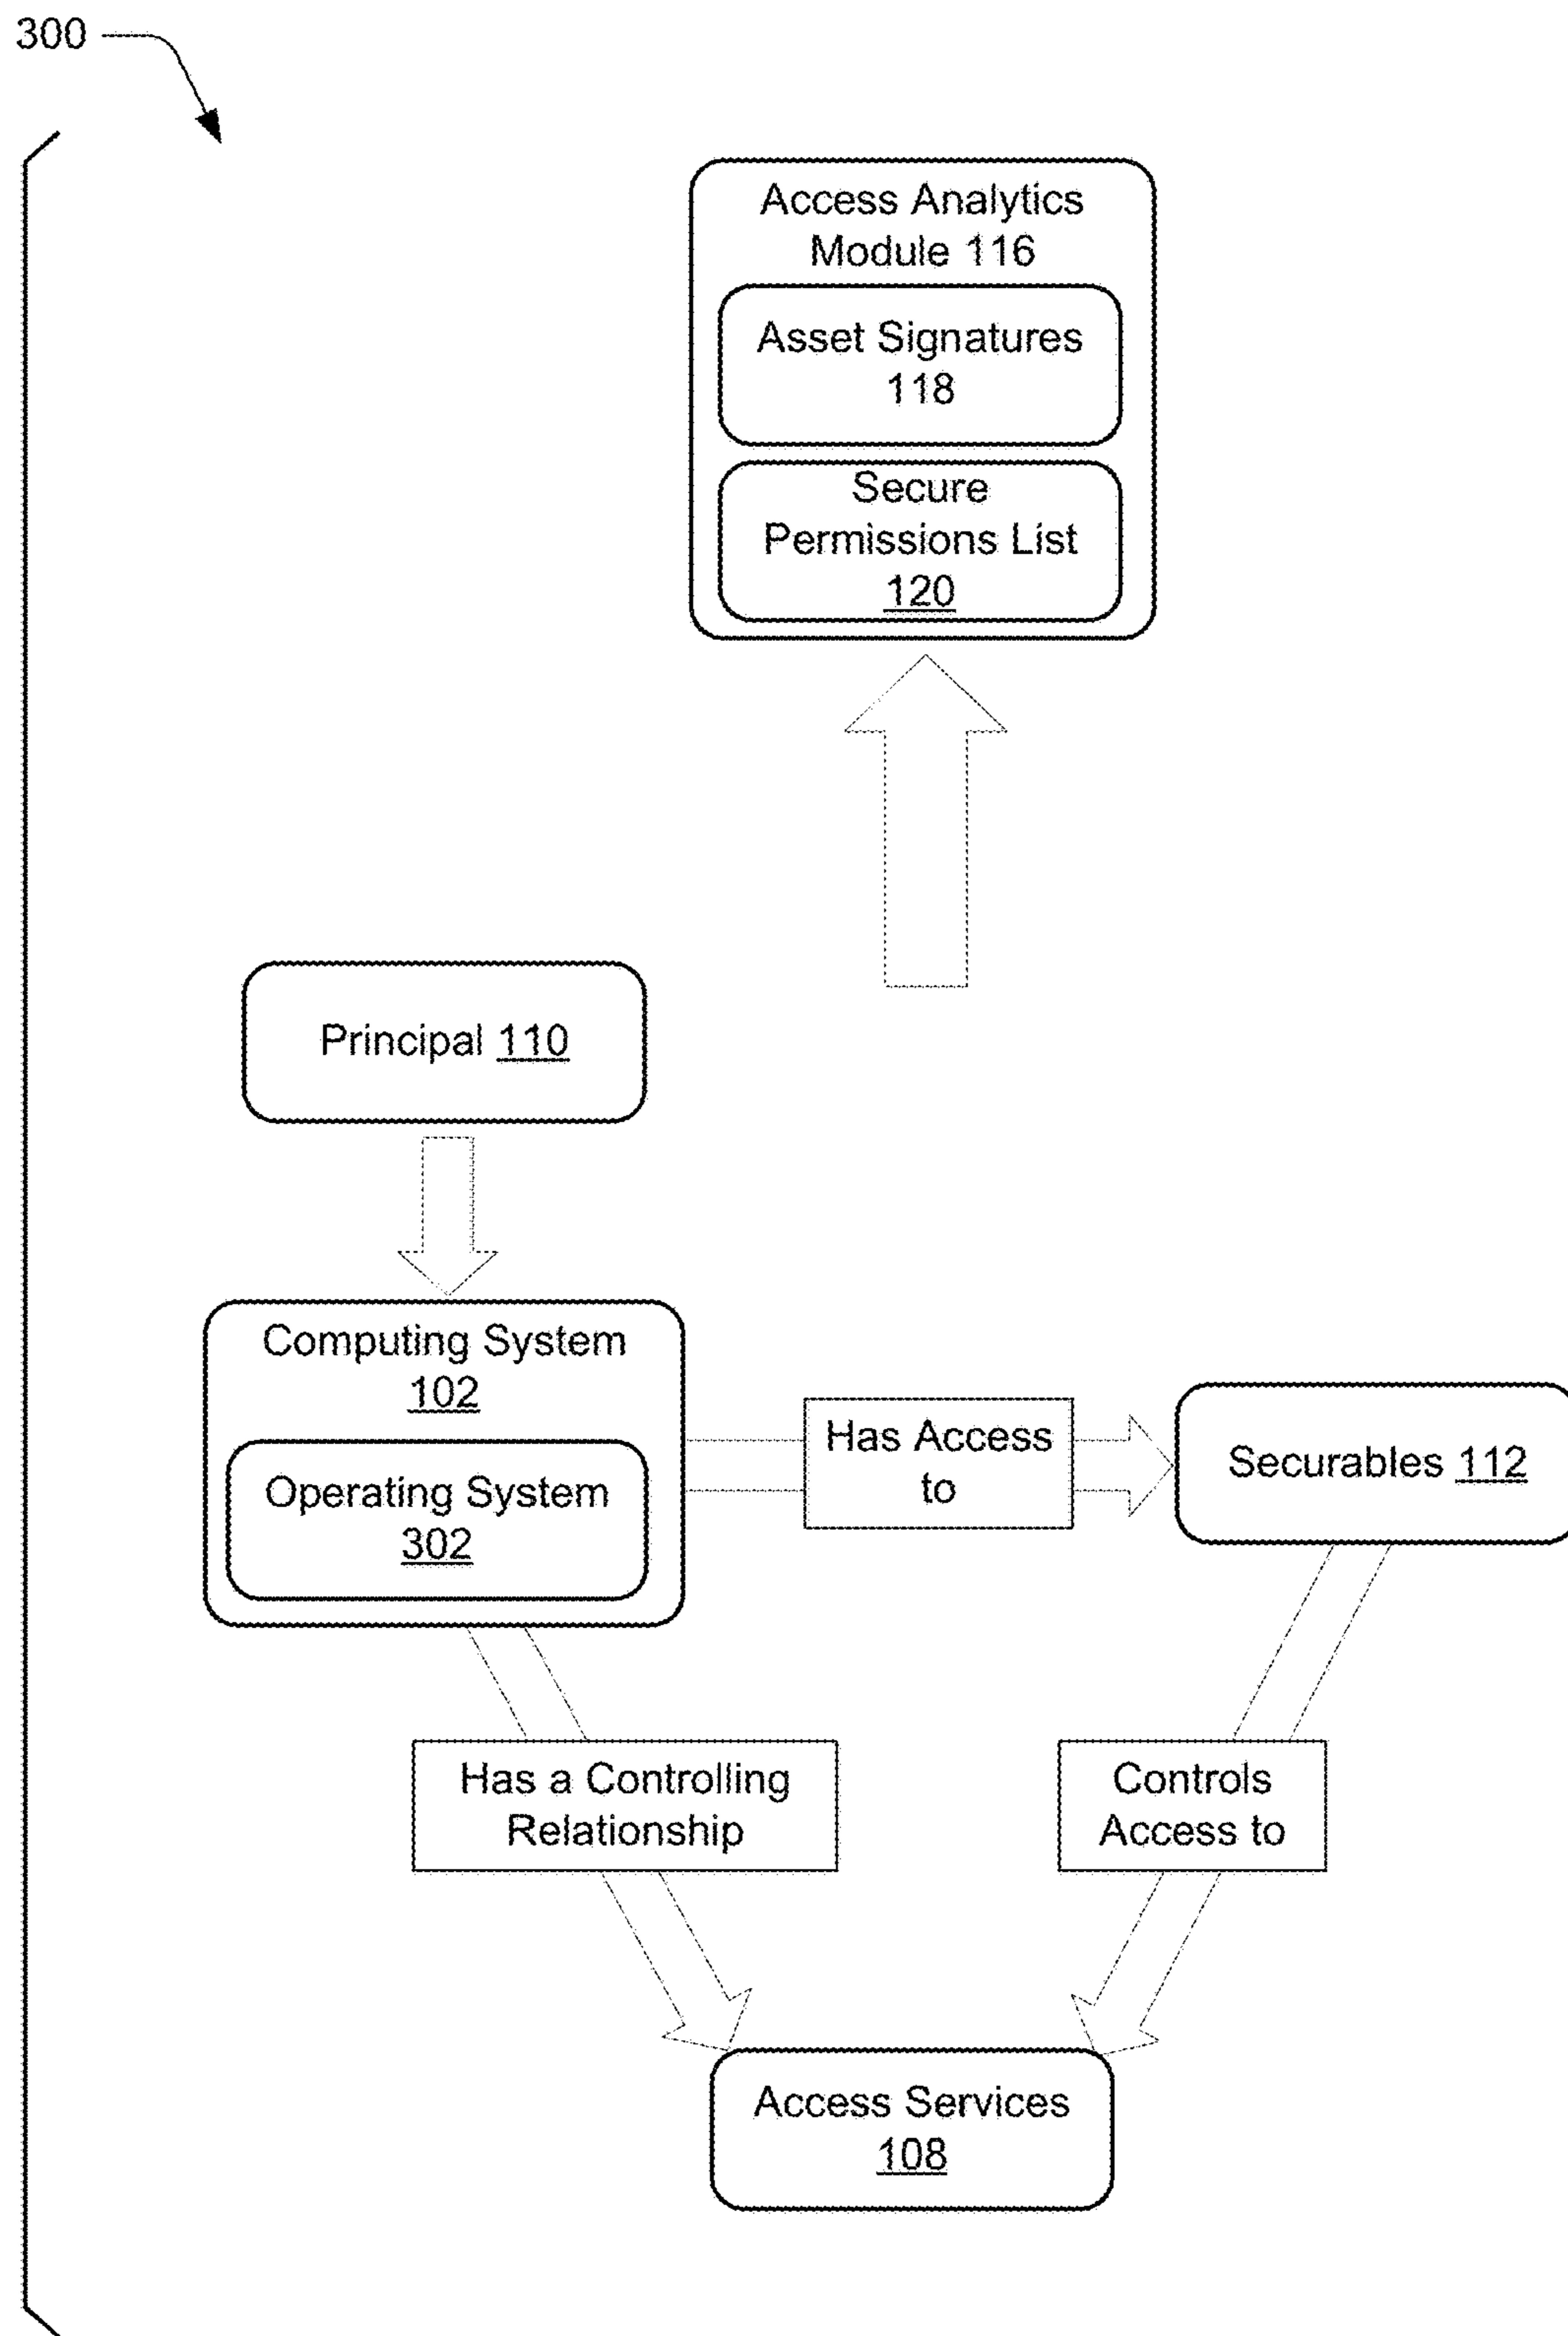 300
Access Analytics
Module 116
Asset Signatures
118
Secure
Permissions List
120
Principal 110
Computing System
102
Operating System
302
Has Access
to
Securables 112
Has a Controlling
Relationship
Controls
Access to
Access Services
108